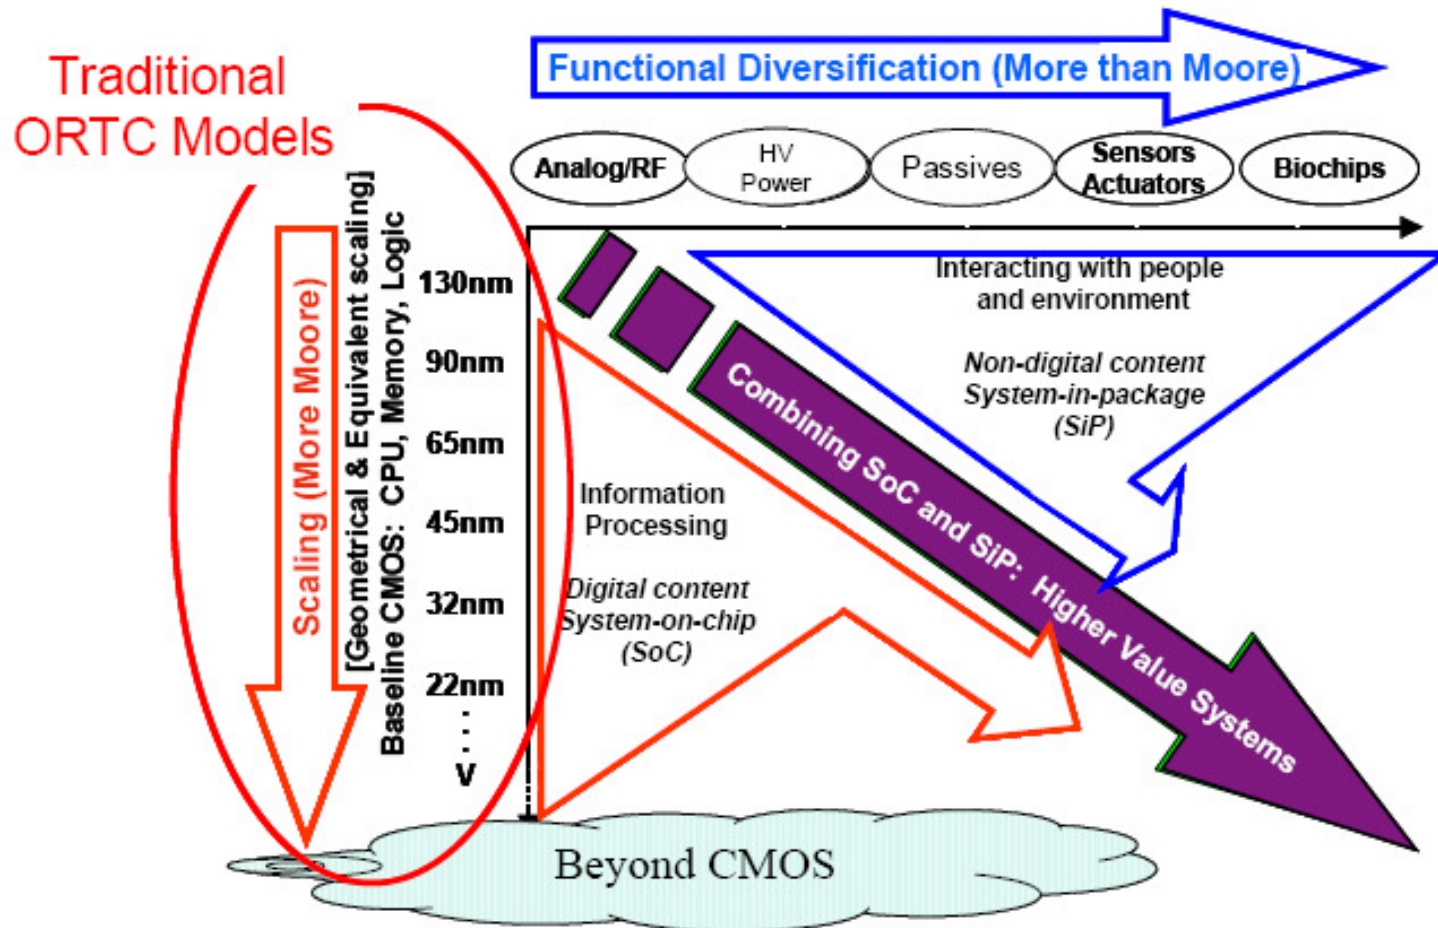 Traditional
ORTC Models
Functional Diversification (More than Moore)
Analog/RF
HV
Power
Passives
Sensors
Actuators
Biochips
Scaling (More Moore)
[Geometrical & Equivalent scaling]
Baseline CMOS: CPU, Memory, Logic
130nm
90nm
65nm
45nm
32nm
22nm
.
.
.
V
Interacting with people
and environment
Non-digital content
System-in-package
(SiP)
Combining SoC and SiP: Higher Value Systems
Information
Processing
Digital content
System-on-chip
(SoC)
Beyond CMOS